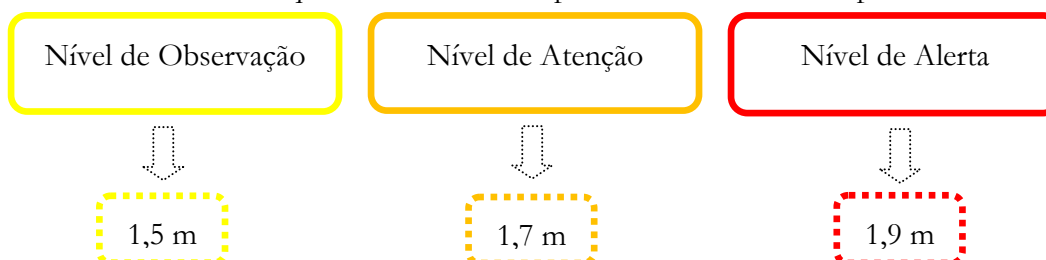 Nível de Observação
Nível de Atenção
Nível de Alerta
1,5 m
1,7 m
1,9 m